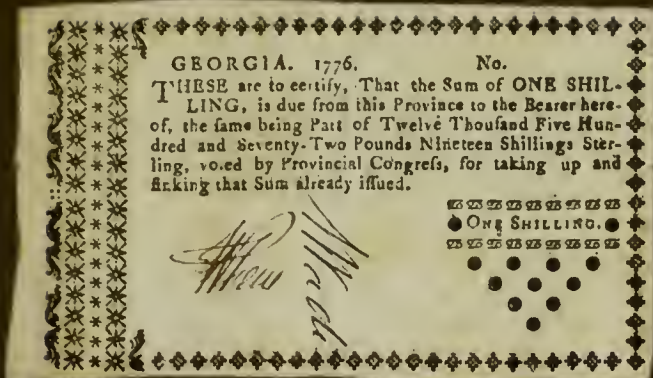 GEORGIA. 1776. No.
THESE are to certify, That the Sum of ONE SHIL-
LING, is due from this Province to the Bearer here-
of, the ſame being Part of Twelve Thouſand Five Hun-
dred and Seventy-Two Pounds Nineteen Shillings Ster-
ling, voted by Provincial Congreſs, for taking up and
ſinking that Sum already iſſued.
ONE SHILLING.